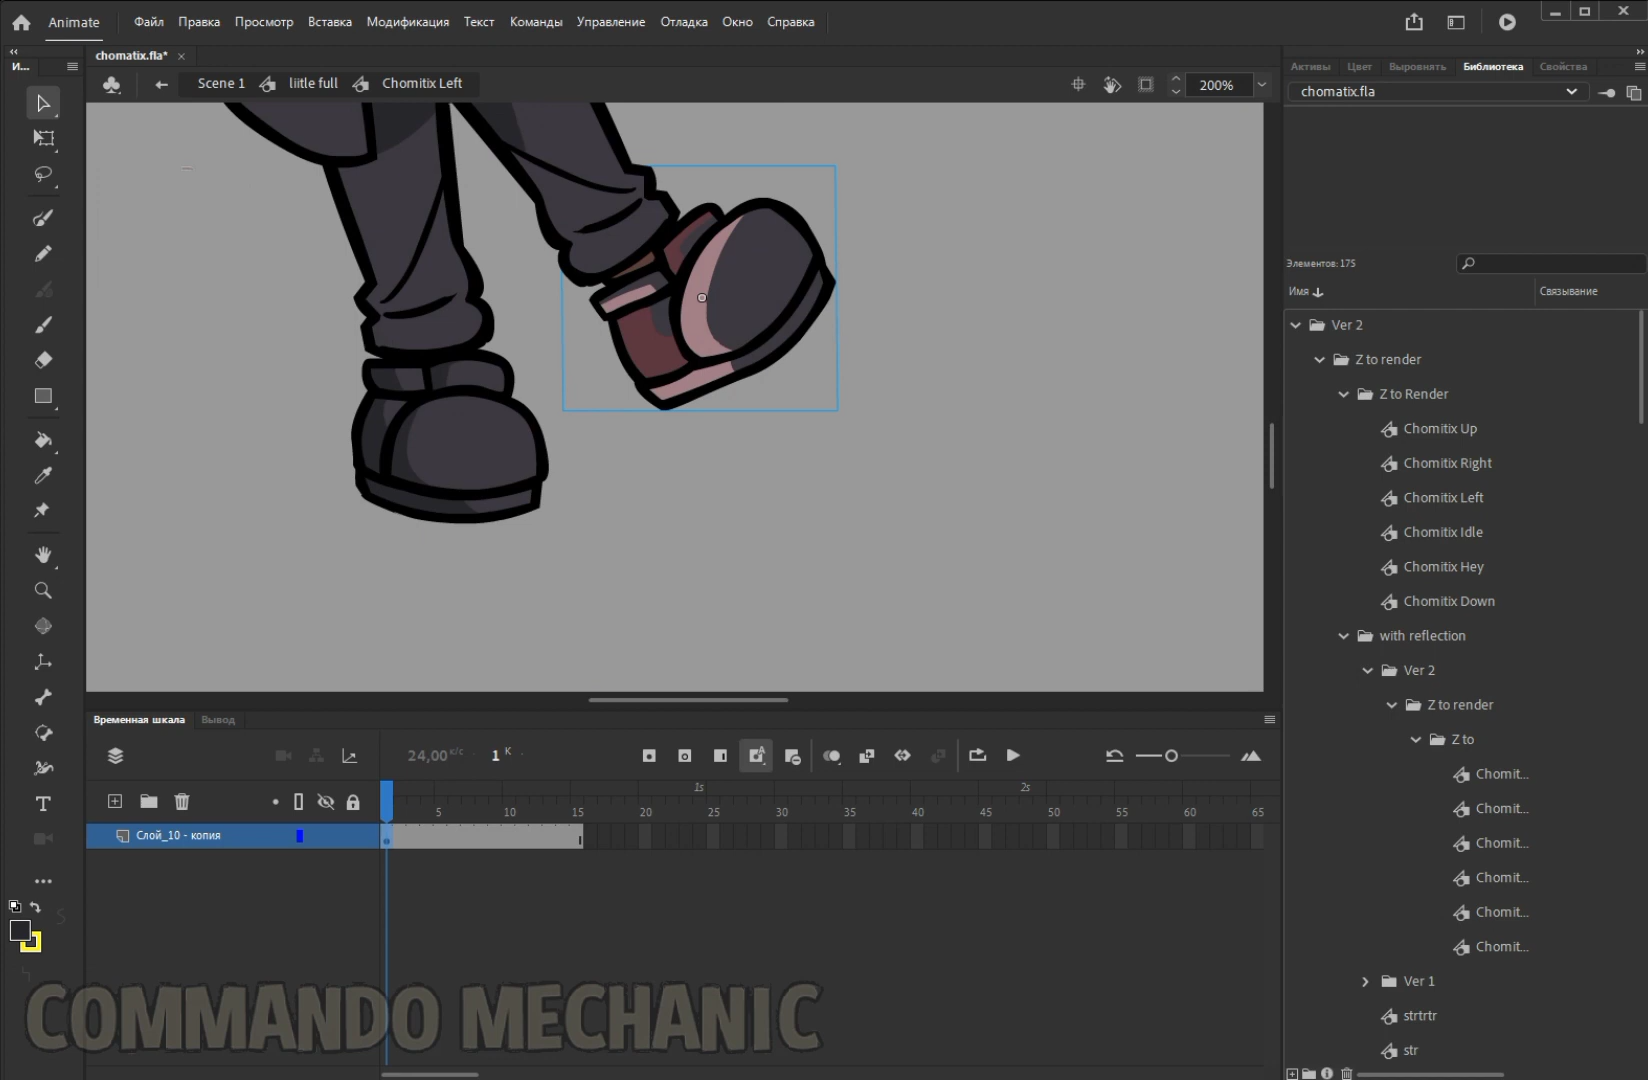 Animate Файл Правка Просмотр Вставка Модификация Текст Команды Управление Отладка Окно Справка
И... chomatix.fla*
Scene 1 liitle full Chomitix Left 200%
Активы Цвет Выровнять Библиотека Свойства
chomatix.fla
Элементов: 175
Имя Связывание
Ver 2
Z to render
Z to Render
Chomitix Up
Chomitix Right
Chomitix Left
Chomitix Idle
Chomitix Hey
Chomitix Down
with reflection
Ver 2
Z to render
Z to
Chomit...
Chomit...
Chomit...
Chomit...
Chomit...
Chomit...
Ver 1
strtrtr
str
Временная шкала Вывод
24,00 к/с 1 К
1s 2s
5 10 15 20 25 30 35 40 45 50 55 60 65
Слой_10 - копия
COMMANDO MECHANIC